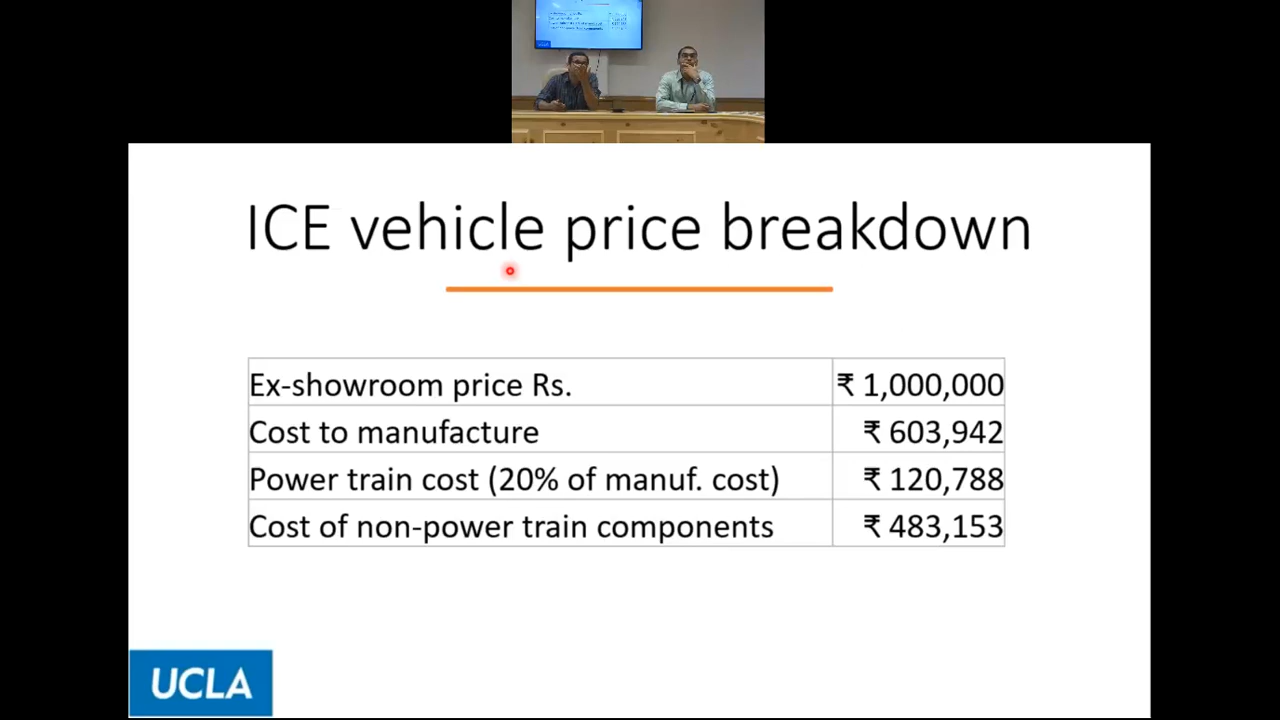 ICE vehicle price breakdown
Ex-showroom price Rs. ₹ 1,000,000
Cost to manufacture ₹ 603,942
Power train cost (20% of manuf. cost) ₹ 120,788
Cost of non-power train components ₹ 483,153
UCLA